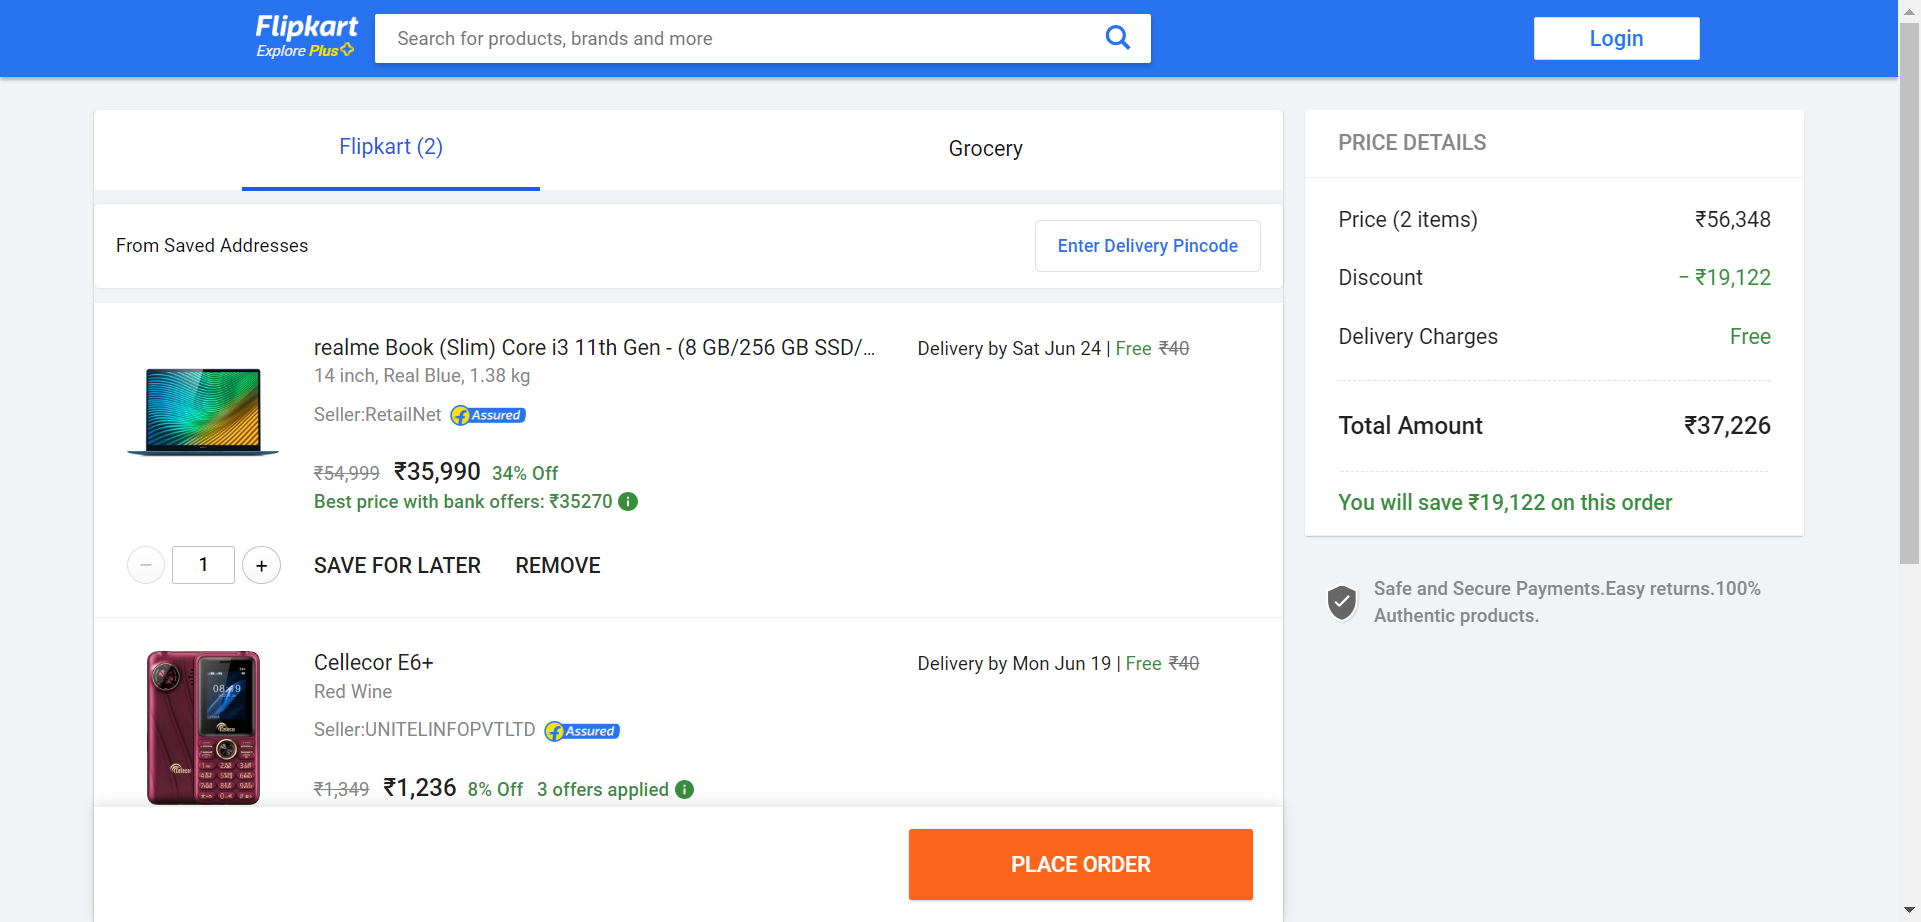 Flipkart
Explore Plus
Search for products, brands and more
Login
Flipkart (2)
Grocery
From Saved Addresses
Enter Delivery Pincode
realme Book (Slim) Core i3 11th Gen - (8 GB/256 GB SSD/...
14 inch, Real Blue, 1.38 kg
Seller:RetailNet Assured
₹54,999 ₹35,990 34% Off
Best price with bank offers: ₹35270
Delivery by Sat Jun 24 | Free ₹40
− 1 +
SAVE FOR LATER
REMOVE
Cellecor E6+
Red Wine
Seller:UNITELINFOPVTLTD Assured
₹1,349 ₹1,236 8% Off 3 offers applied
Delivery by Mon Jun 19 | Free ₹40
PLACE ORDER
PRICE DETAILS
Price (2 items) ₹56,348
Discount − ₹19,122
Delivery Charges Free
Total Amount ₹37,226
You will save ₹19,122 on this order
Safe and Secure Payments.Easy returns.100%
Authentic products.